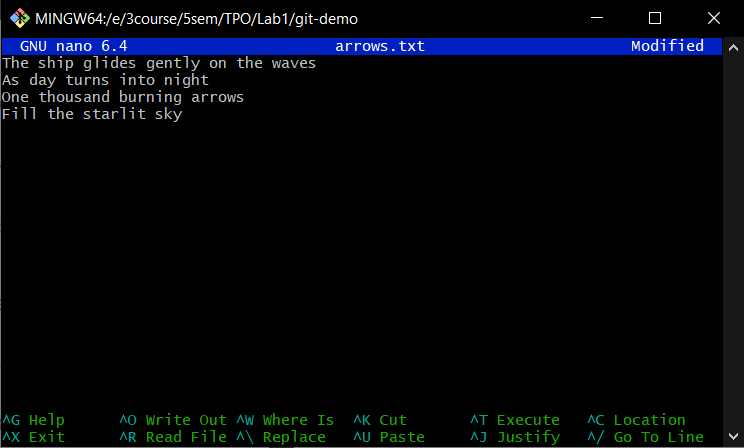 MINGW64:/e/3course/5sem/TPO/Lab1/git-demo
GNU nano 6.4 arrows.txt Modified
The ship glides gently on the waves
As day turns into night
One thousand burning arrows
Fill the starlit sky
^G Help ^O Write Out ^W Where Is ^K Cut ^T Execute ^C Location
^X Exit ^R Read File ^\ Replace ^U Paste ^J Justify ^/ Go To Line